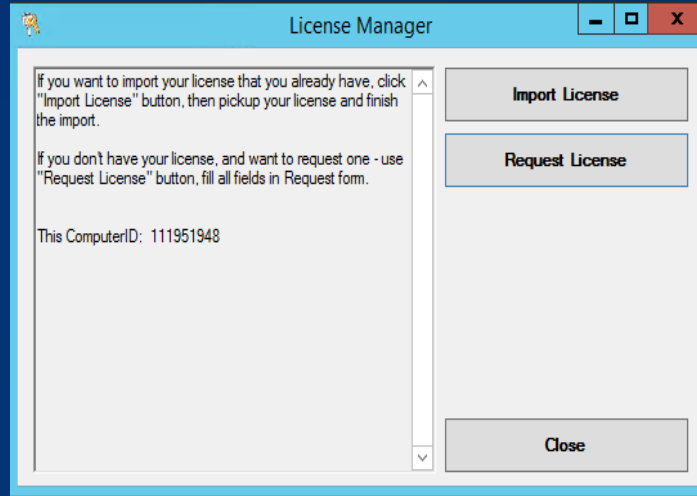 License Manager
If you want to import your license that you already have, click
"Import License" button, then pickup your license and finish
the import.
If you don't have your license, and want to request one - use
"Request License" button, fill all fields in Request form.
This ComputerID: 111951948
Import License
Request License
Close